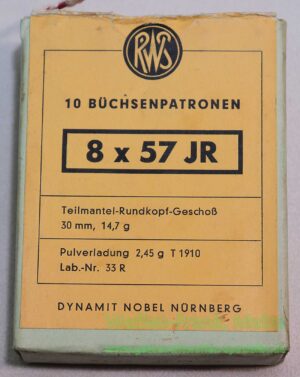 RWS
10 BÜCHSENPATRONEN
8 x 57 JR
Teilmantel-Rundkopf-Geschoß
30 mm, 14,7 g
Pulverladung 2,45 g T 1910
Lab.-Nr. 33 R
DYNAMIT NOBEL NÜRNBERG